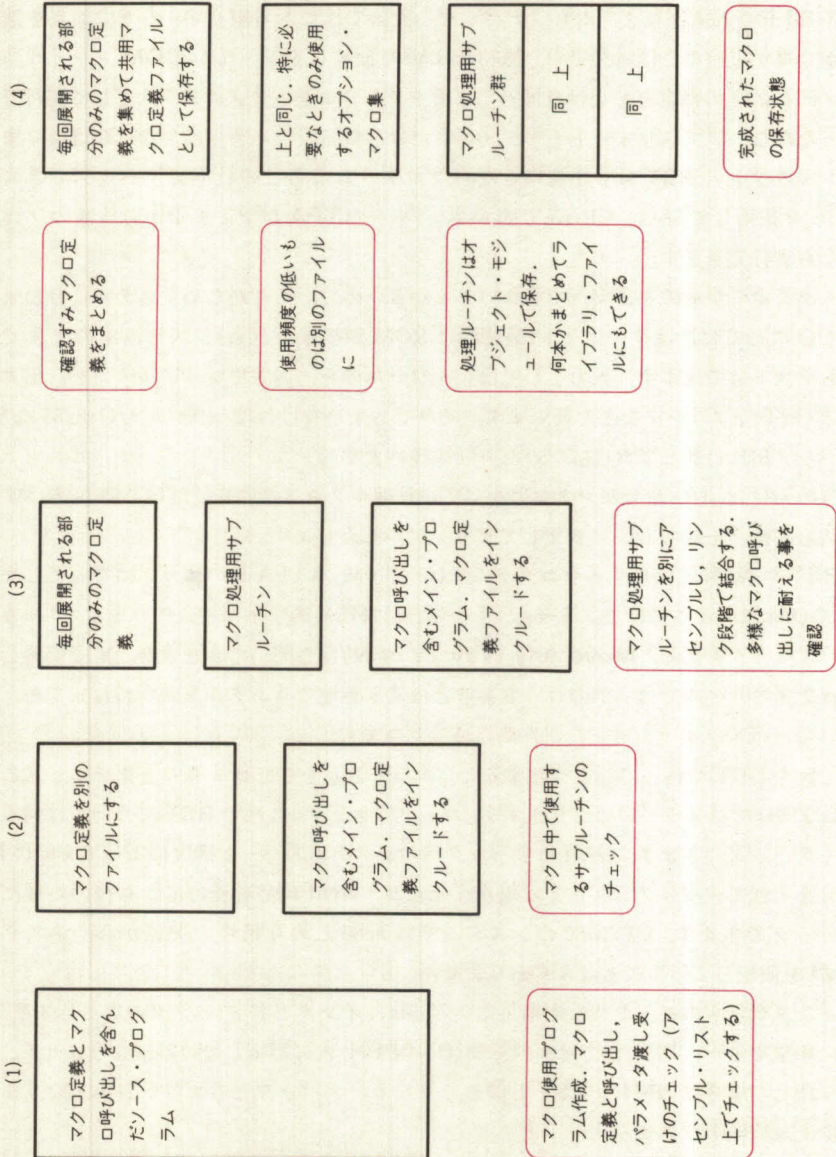 (1)
マクロ定義とマク
ロ呼び出しを含ん
だソース・プログ
ラム
マクロ使用プログ
ラム作成．マクロ
定義と呼び出し，
パラメタ渡し受
けのチェック．(ア
センブル・リスト
上でチェックする)
(2)
マクロ定義を別の
ファイルにする
マクロ呼び出しを
含むメイン・プロ
グラム．マクロ定
義ファイルをイン
クルードする
マクロ中で使用す
るサブルーチンの
チェック
(3)
毎回展開される部
分のみのマクロ定
義
マクロ処理用サブ
ルーチン
マクロ呼び出しを
含むメイン・プロ
グラム．マクロ定
義ファイルをイン
クルードする
マクロ処理用サブ
ルーチンを別にア
センブルし，リン
ク段階で結合する．
多様なマクロ呼び
出しに耐える事を
確認
(4)
確認ずみマクロ定
義をまとめる
毎回展開される部
分のみのマクロ定
義を集めて共用マ
クロ定義ファイル
として保存する
使用頻度の低いも
のは別のファイル
に
上と同じ．特に必
要なときのみ使用
するオプション・
マクロ集
処理ルーチンはオ
ブジェクト・モジ
ュールで保存．
何本もまとめてラ
イブラリ・ファイ
ルにもできる
マクロ処理用サブ
ルーチン群
同　上
同　上
完成されたマクロ
の保存状態